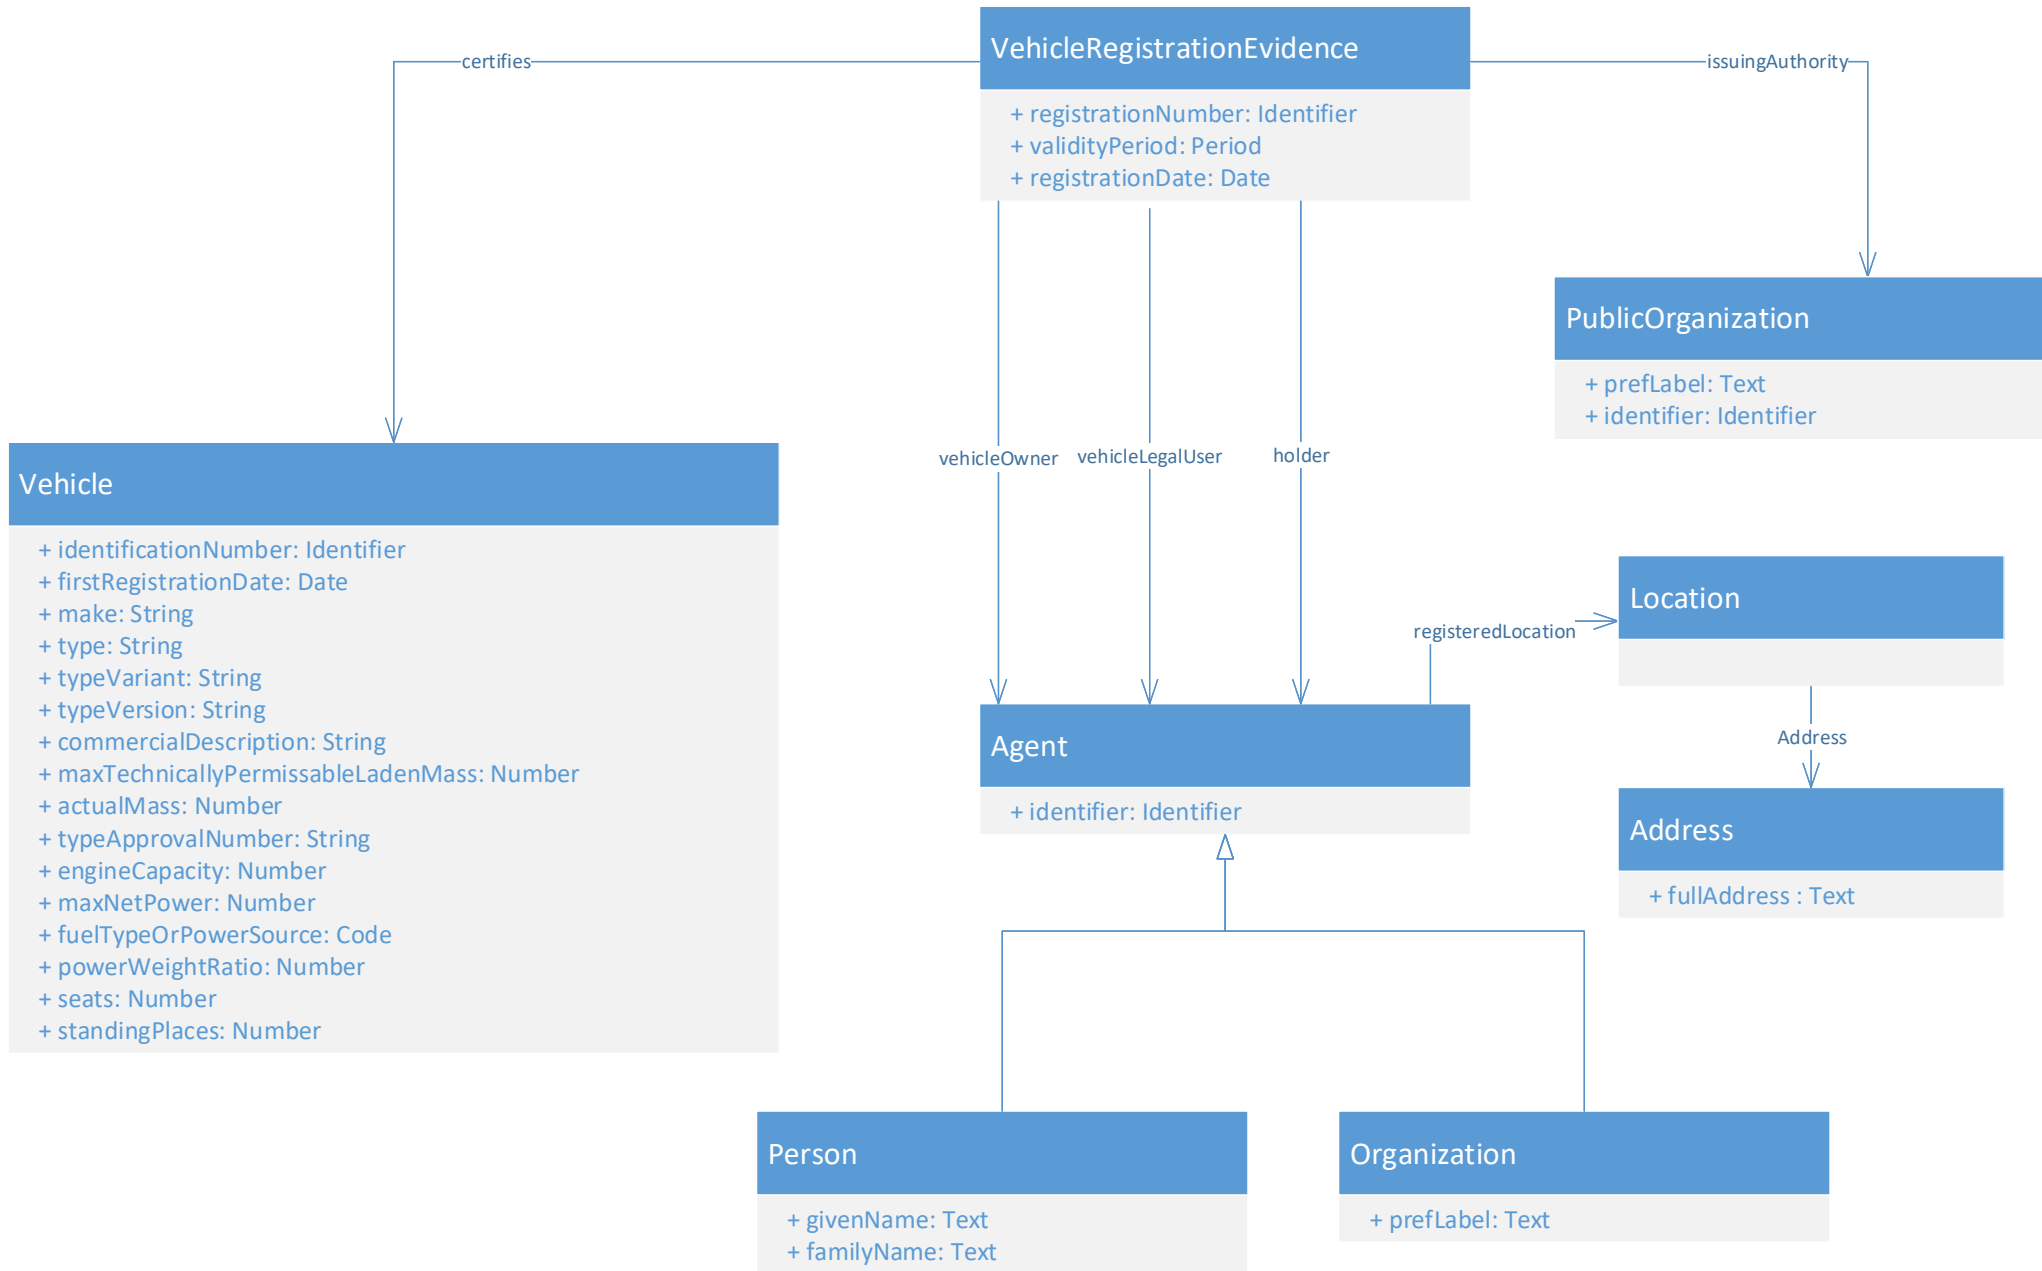 VehicleRegistrationEvidence
certifies
issuingAuthority
+ registrationNumber: Identifier
+ validityPeriod: Period
+ registrationDate: Date
PublicOrganization
+ prefLabel: Text
+ identifier: Identifier
vehicleOwner
vehicleLegalUser
holder
Vehicle
+ identificationNumber: Identifier
+ firstRegistrationDate: Date
+ make: String
+ type: String
+ typeVariant: String
+ typeVersion: String
+ commercialDescription: String
+ maxTechnicallyPermissableLadenMass: Number
+ actualMass: Number
+ typeApprovalNumber: String
+ engineCapacity: Number
+ maxNetPower: Number
+ fuelTypeOrPowerSource: Code
+ powerWeightRatio: Number
+ seats: Number
+ standingPlaces: Number
Location
registeredLocation
Agent
+ identifier: Identifier
Address
Address
+ fullAddress : Text
Person
+ givenName: Text
+ familyName: Text
Organization
+ prefLabel: Text